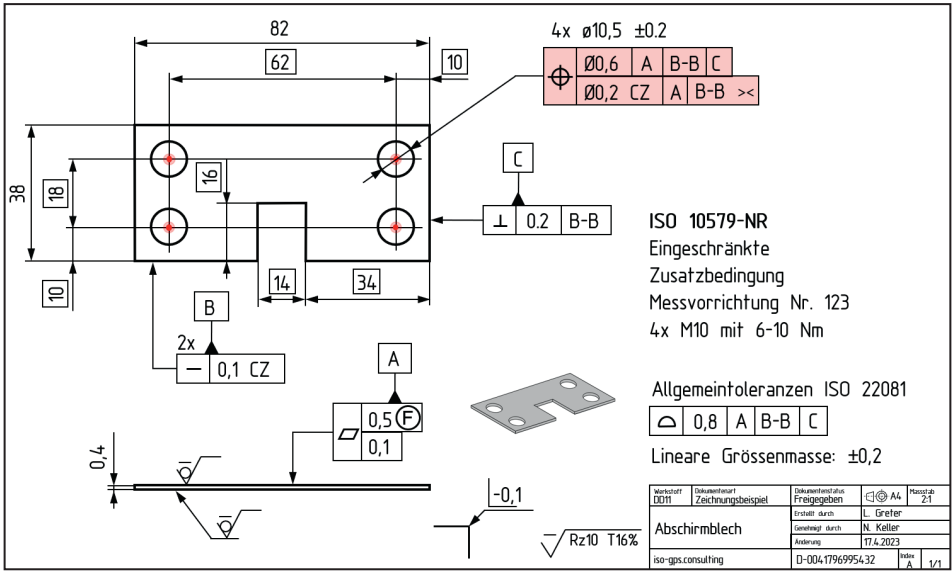 82
62
10
4x ø10,5 ±0.2
Ø0,6 A B-B C
Ø0,2 CZ A B-B ><
38
18
10
16
14
34
C
⊥ 0.2 B-B
B
2x
0,1 CZ
A
0,5 Ⓕ
0,1
0,4
ISO 10579-NR
Eingeschränkte
Zusatzbedingung
Messvorrichtung Nr. 123
4x M10 mit 6-10 Nm
Allgemeintoleranzen ISO 22081
0,8 A B-B C
Lineare Grössenmasse: ±0,2
-0,1
Rz10 T16%
Werkstoff
DD11
Dokumentenart
Zeichnungsbeispiel
Dokumentenstatus
Freigegeben
A4
Massstab
2:1
Abschirmblech
Erstellt durch
L. Greter
Genehmigt durch
N. Keller
Änderung
17.4.2023
iso-gps.consulting
D-0041796995432
Index
A
1/1